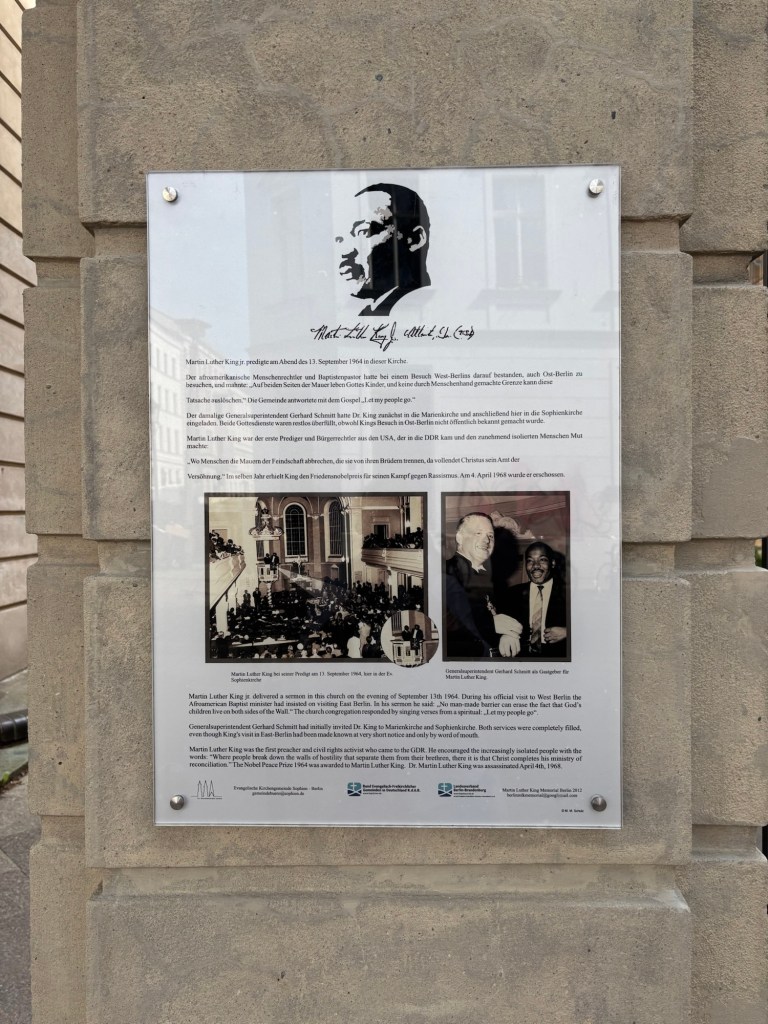 Martin Luther King Jr.
Martin Luther King jr. predigte am Abend des 13. September 1964 in dieser Kirche.
Der afroamerikanische Menschenrechtler und Baptistenpastor hatte bei einem Besuch West-Berlins darauf bestanden, auch Ost-Berlin zu
besuchen, und mahnte: „Auf beiden Seiten der Mauer leben Gottes Kinder, und keine durch Menschenhand gemachte Grenze kann diese
Tatsache auslöschen.“ Die Gemeinde antwortete mit dem Gospel „Let my people go.“
Der damalige Generalsuperintendent Gerhard Schmitt hatte Dr. King zunächst in die Marienkirche und anschließend hier in die Sophienkirche
eingeladen. Beide Gottesdienste waren restlos überfüllt, obwohl Kings Besuch in Ost-Berlin nicht öffentlich bekannt gemacht wurde.
Martin Luther King war der erste Prediger und Bürgerrechtler aus den USA, der in die DDR kam und den zunehmend isolierten Menschen Mut
machte:
„Wo Menschen die Mauern der Feindschaft abbrechen, die sie von ihren Brüdern trennen, da vollendet Christus sein Amt der
Versöhnung.“ Im selben Jahr erhielt King den Friedensnobelpreis für seinen Kampf gegen Rassismus. Am 4. April 1968 wurde er erschossen.
Martin Luther King bei seiner Predigt am 13. September 1964, hier in der Ev.
Sophienkirche
Generalsuperintendent Gerhard Schmitt als Gastgeber für
Martin Luther King.
Martin Luther King jr. delivered a sermon in this church on the evening of September 13th 1964. During his official visit to West Berlin the
Afroamerican Baptist minister had insisted on visiting East Berlin. In his sermon he said: „No man-made barrier can erase the fact that God’s
children live on both sides of the Wall.“ The church congregation responded by singing verses from a spiritual: „Let my people go“.
Generalsuperintendent Gerhard Schmitt had initially invited Dr. King to Marienkirche and Sophienkirche. Both services were completely filled,
even though King’s visit in East-Berlin had been made known at very short notice and only by word of mouth.
Martin Luther King was the first preacher and civil rights activist who came to the GDR. He encouraged the increasingly isolated people with the
words: “Where people break down the walls of hostility that separate them from their brethren, there it is that Christ completes his ministry of
reconciliation.” The Nobel Peace Prize 1964 was awarded to Martin Luther King. Dr. Martin Luther King was assassinated April 4th, 1968.
Evangelische Kirchengemeinde Sophien · Berlin
Bund Evangelisch-Freikirchlicher
Gemeinden in Deutschland K.d.ö.R.
Landesverband
Berlin-Brandenburg
Martin Luther King Memorial Berlin 2013